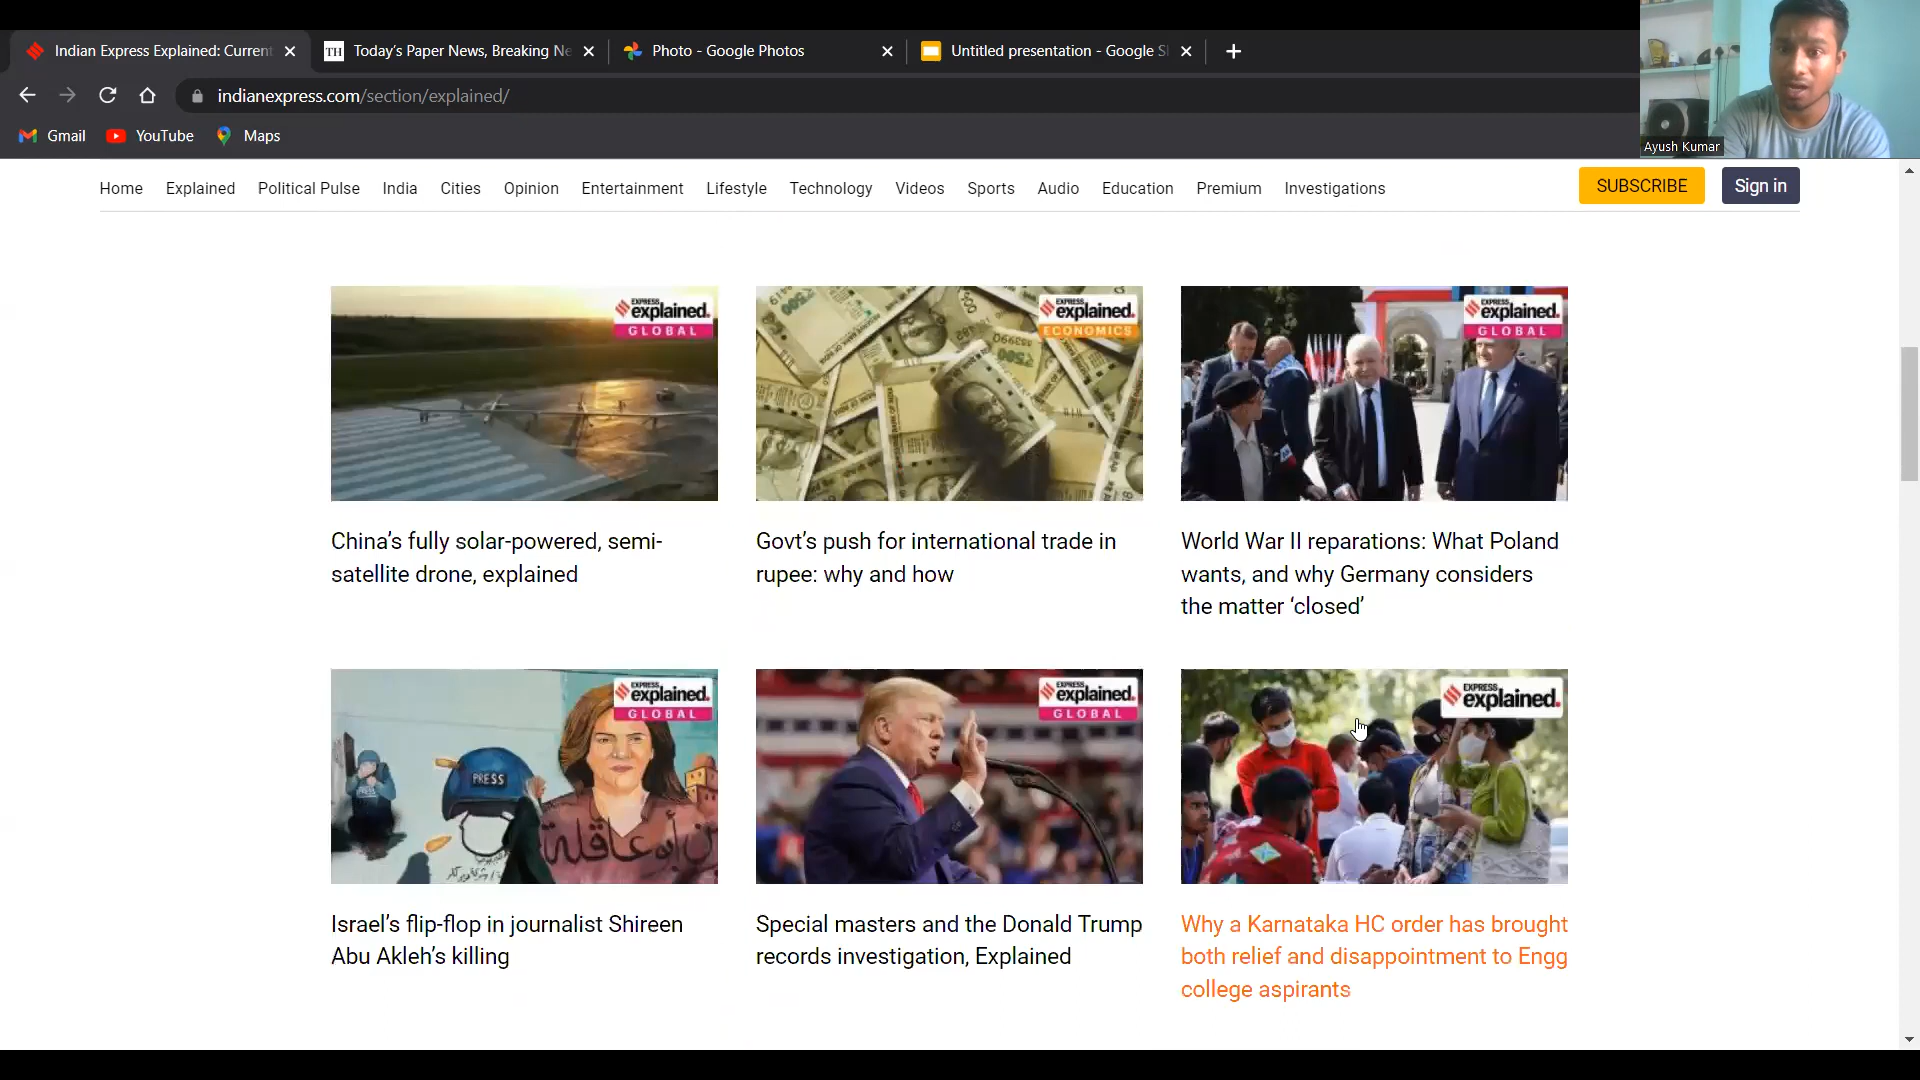 Indian Express Explained: Current
Today's Paper News, Breaking Ne
Photo - Google Photos
Untitled presentation - Google Sl
indianexpress.com/section/explained/
Gmail
YouTube
Maps
Ayush Kumar
Home
Explained
Political Pulse
India
Cities
Opinion
Entertainment
Lifestyle
Technology
Videos
Sports
Audio
Education
Premium
Investigations
SUBSCRIBE
Sign in
EXPRESS
explained.
GLOBAL
EXPRESS
explained.
ECONOMICS
EXPRESS
explained.
GLOBAL
China's fully solar-powered, semi-
satellite drone, explained
Govt's push for international trade in
rupee: why and how
World War II reparations: What Poland
wants, and why Germany considers
the matter ‘closed’
EXPRESS
explained.
GLOBAL
PRESS
EXPRESS
explained.
GLOBAL
EXPRESS
explained.
Israel's flip-flop in journalist Shireen
Abu Akleh's killing
Special masters and the Donald Trump
records investigation, Explained
Why a Karnataka HC order has brought
both relief and disappointment to Engg
college aspirants